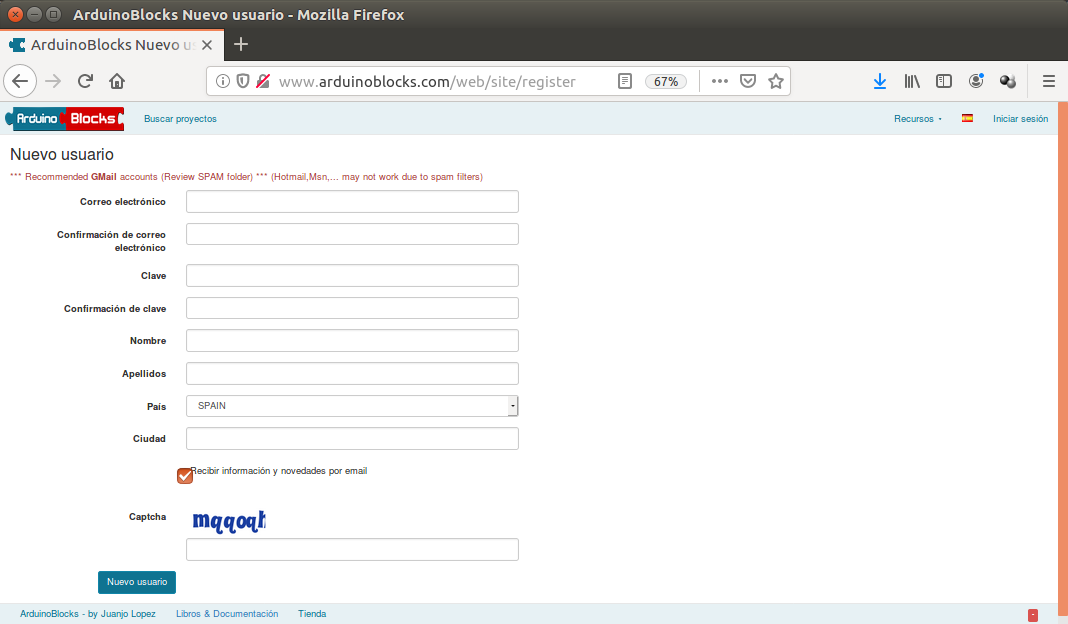 ArduinoBlocks Nuevo usuario - Mozilla Firefox
ArduinoBlocks Nuevo u
www.arduinoblocks.com/web/site/register 67%
Arduino Blocks Buscar proyectos Recursos Iniciar sesión
Nuevo usuario
*** Recommended GMail accounts (Review SPAM folder) *** (Hotmail,Msn,... may not work due to spam filters)
Correo electrónico
Confirmación de correo
electrónico
Clave
Confirmación de clave
Nombre
Apellidos
País SPAIN
Ciudad
Recibir información y novedades por email
Captcha
mqqoqh
Nuevo usuario
ArduinoBlocks - by Juanjo Lopez Libros & Documentación Tienda